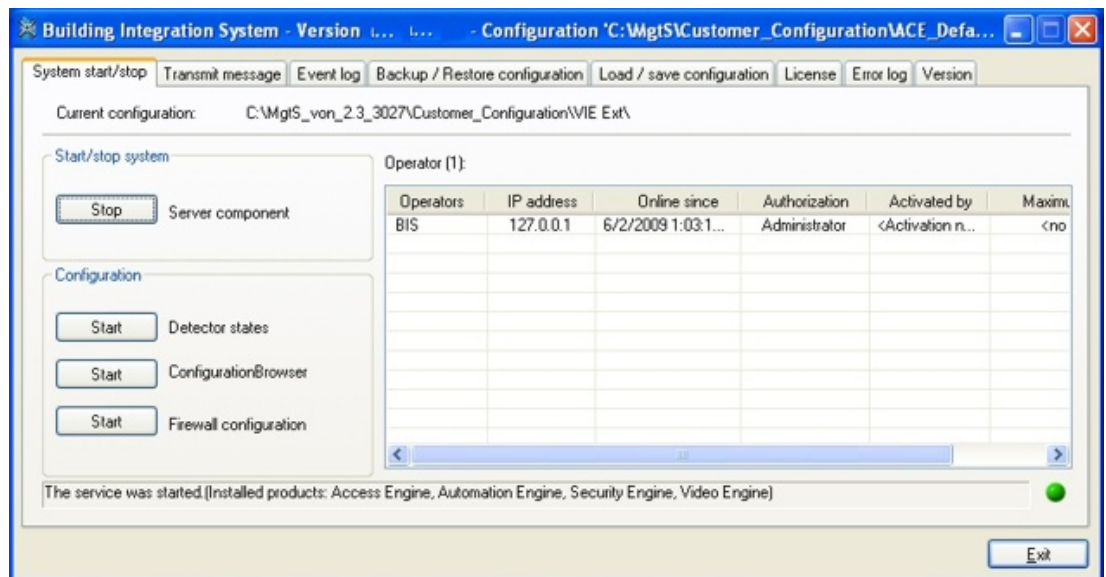 Building Integration System - Version - Configuration 'C:\MgtS\Customer_Configuration\ACE_Defa...
System start/stop Transmit message Event log Backup / Restore configuration Load / save configuration License Error log Version
Current configuration: C:\MgtS_von_2.3_3027\Customer_Configuration\VIE Ext\
Start/stop system
Stop Server component
Configuration
Start Detector states
Start ConfigurationBrowser
Start Firewall configuration
Operator (1):
Operators IP address Online since Authorization Activated by Maximu
BIS 127.0.0.1 6/2/2009 1:03:1... Administrator <Activation n... <no
The service was started.(Installed products: Access Engine, Automation Engine, Security Engine, Video Engine)
Exit